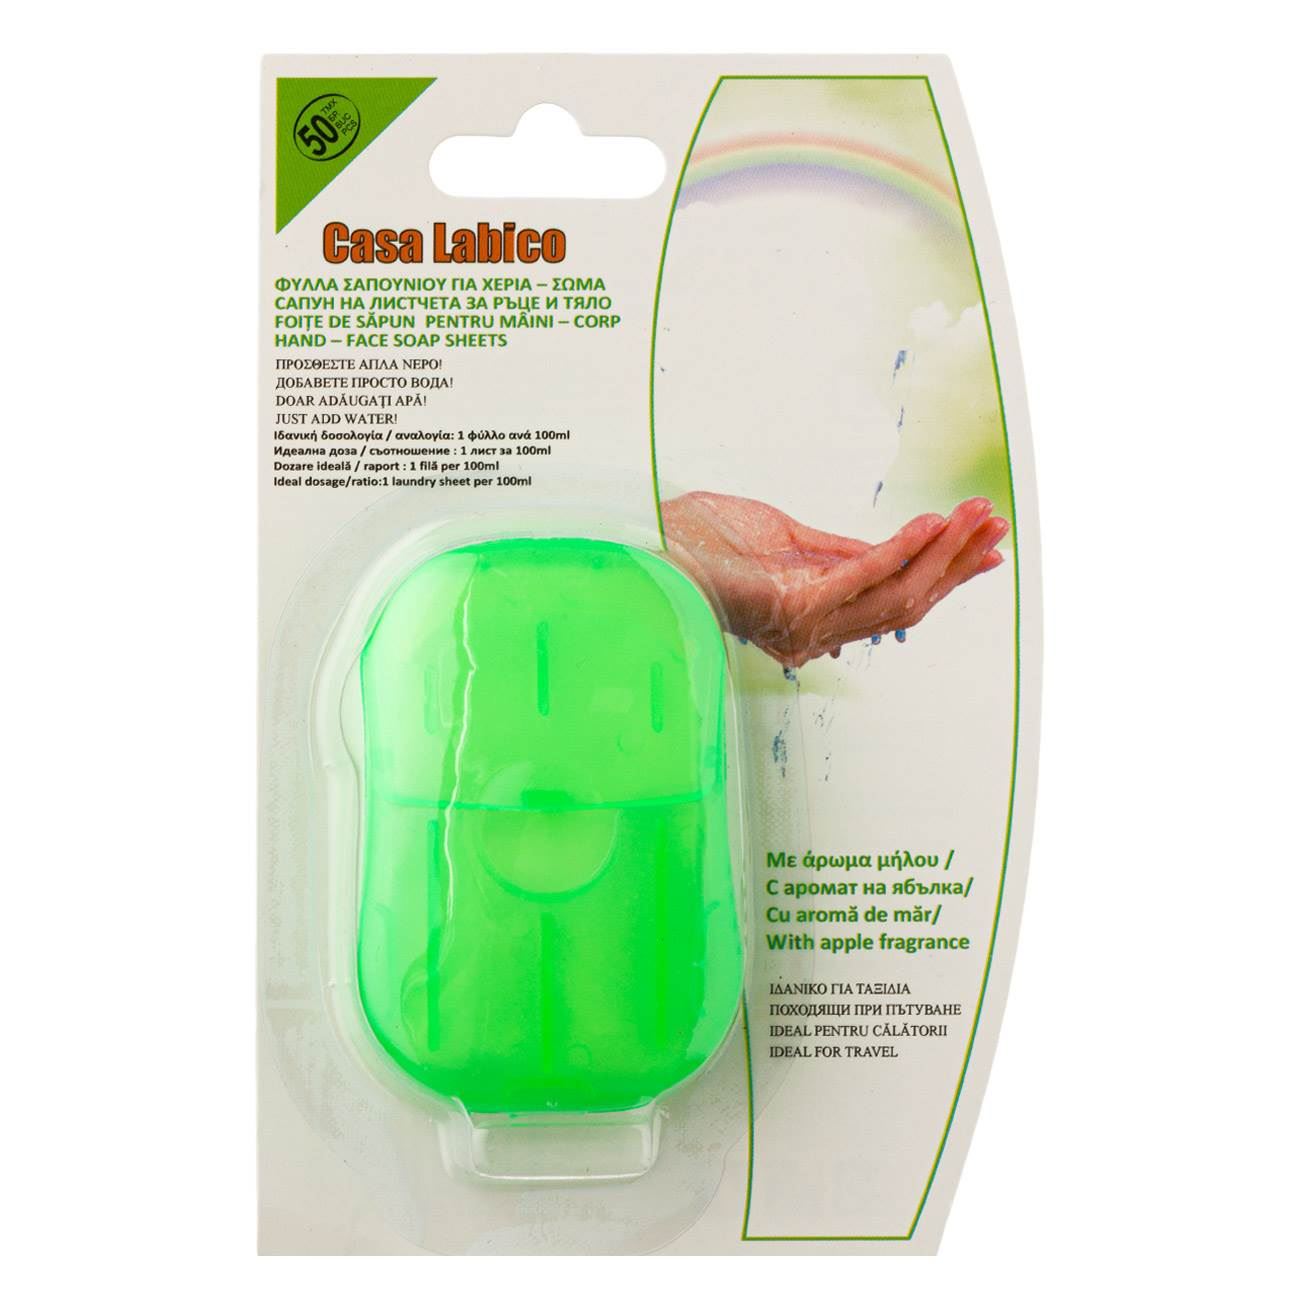 50 ΤΜΧ
БР
BUC
PCS
Casa Labico
ΦΥΛΛΑ ΣΑΠΟΥΝΙΟΥ ΓΙΑ ΧΕΡΙΑ – ΣΩΜΑ
САПУН НА ЛИСТЧЕТА ЗА РЪЦЕ И ТЯЛО
FOIȚE DE SĂPUN PENTRU MÂINI – CORP
HAND – FACE SOAP SHEETS
ΠΡΟΣΘΕΣΤΕ ΑΠΛΑ ΝΕΡΟ!
ДОБАВЕТЕ ПРОСТО ВОДА!
DOAR ADĂUGAȚI APĂ!
JUST ADD WATER!
Ιδανική δοσολογία / αναλογία: 1 φύλλο ανά 100ml
Идеална доза / съотношение : 1 лист за 100ml
Dozare ideală / raport : 1 filă per 100ml
Ideal dosage/ratio:1 laundry sheet per 100ml
Με άρωμα μήλου /
С аромат на ябълка/
Cu aromă de măr/
With apple fragrance
ΙΔΑΝΙΚΟ ΓΙΑ ΤΑΞΙΔΙΑ
ПОХОДЯЩИ ПРИ ПЪТУВАНЕ
IDEAL PENTRU CĂLĂTORII
IDEAL FOR TRAVEL